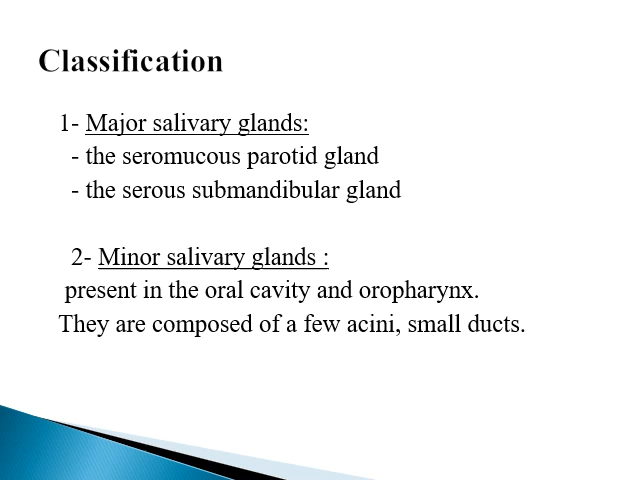 Classification
1- Major salivary glands:
- the seromucous parotid gland
- the serous submandibular gland
2- Minor salivary glands :
present in the oral cavity and oropharynx.
They are composed of a few acini, small ducts.